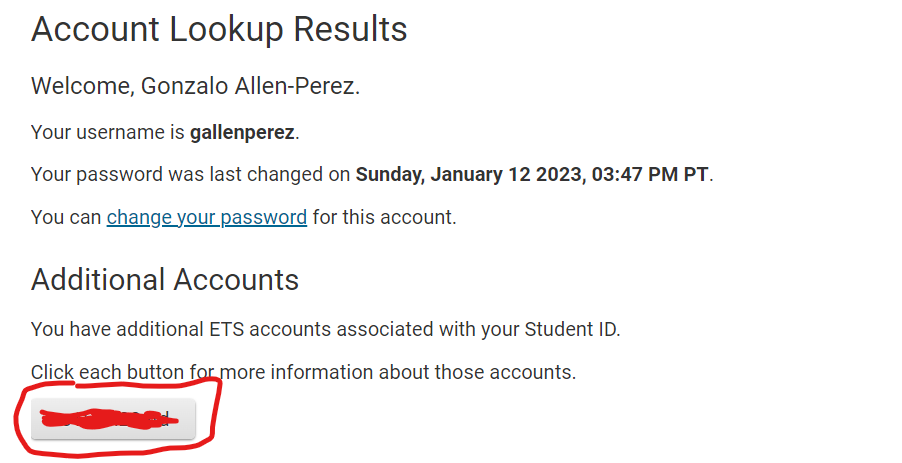 Account Lookup Results
Welcome, Gonzalo Allen-Perez.
Your username is gallenperez.
Your password was last changed on Sunday, January 12 2023, 03:47 PM PT.
You can change your password for this account.
Additional Accounts
You have additional ETS accounts associated with your Student ID.
Click each button for more information about those accounts.